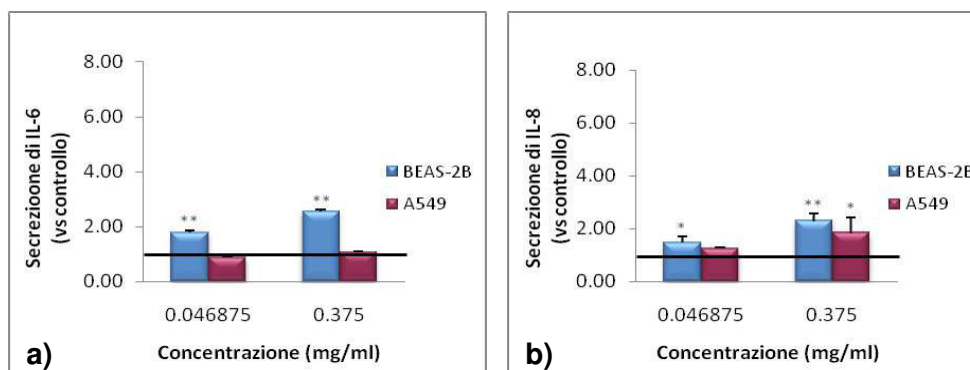 8.00
6.00
4.00
2.00
0.00
Secrezioone di IL-6
(vs controllo)
**
**
BEAS-2B
A549
0.046875
0.375
Concentrazione (mg/ml)
a)
8.00
6.00
4.00
2.00
0.00
Secrezioone di IL-8
(vs controllo)
*
**
*
BEAS-2B
A549
0.046875
0.375
Concentrazione (mg/ml)
b)